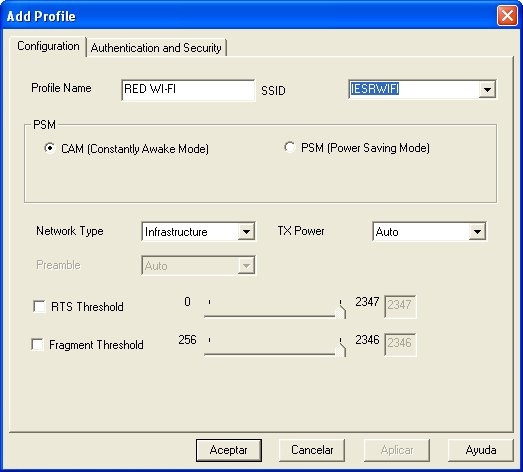 Add Profile
Configuration Authentication and Security
Profile Name RED WI-FI SSID IESRWIFI
PSM
CAM (Constantly Awake Mode) PSM (Power Saving Mode)
Network Type Infrastructure TX Power Auto
Preamble Auto
RTS Threshold 0 2347 2347
Fragment Threshold 256 2346 2346
Aceptar Cancelar Aplicar Ayuda